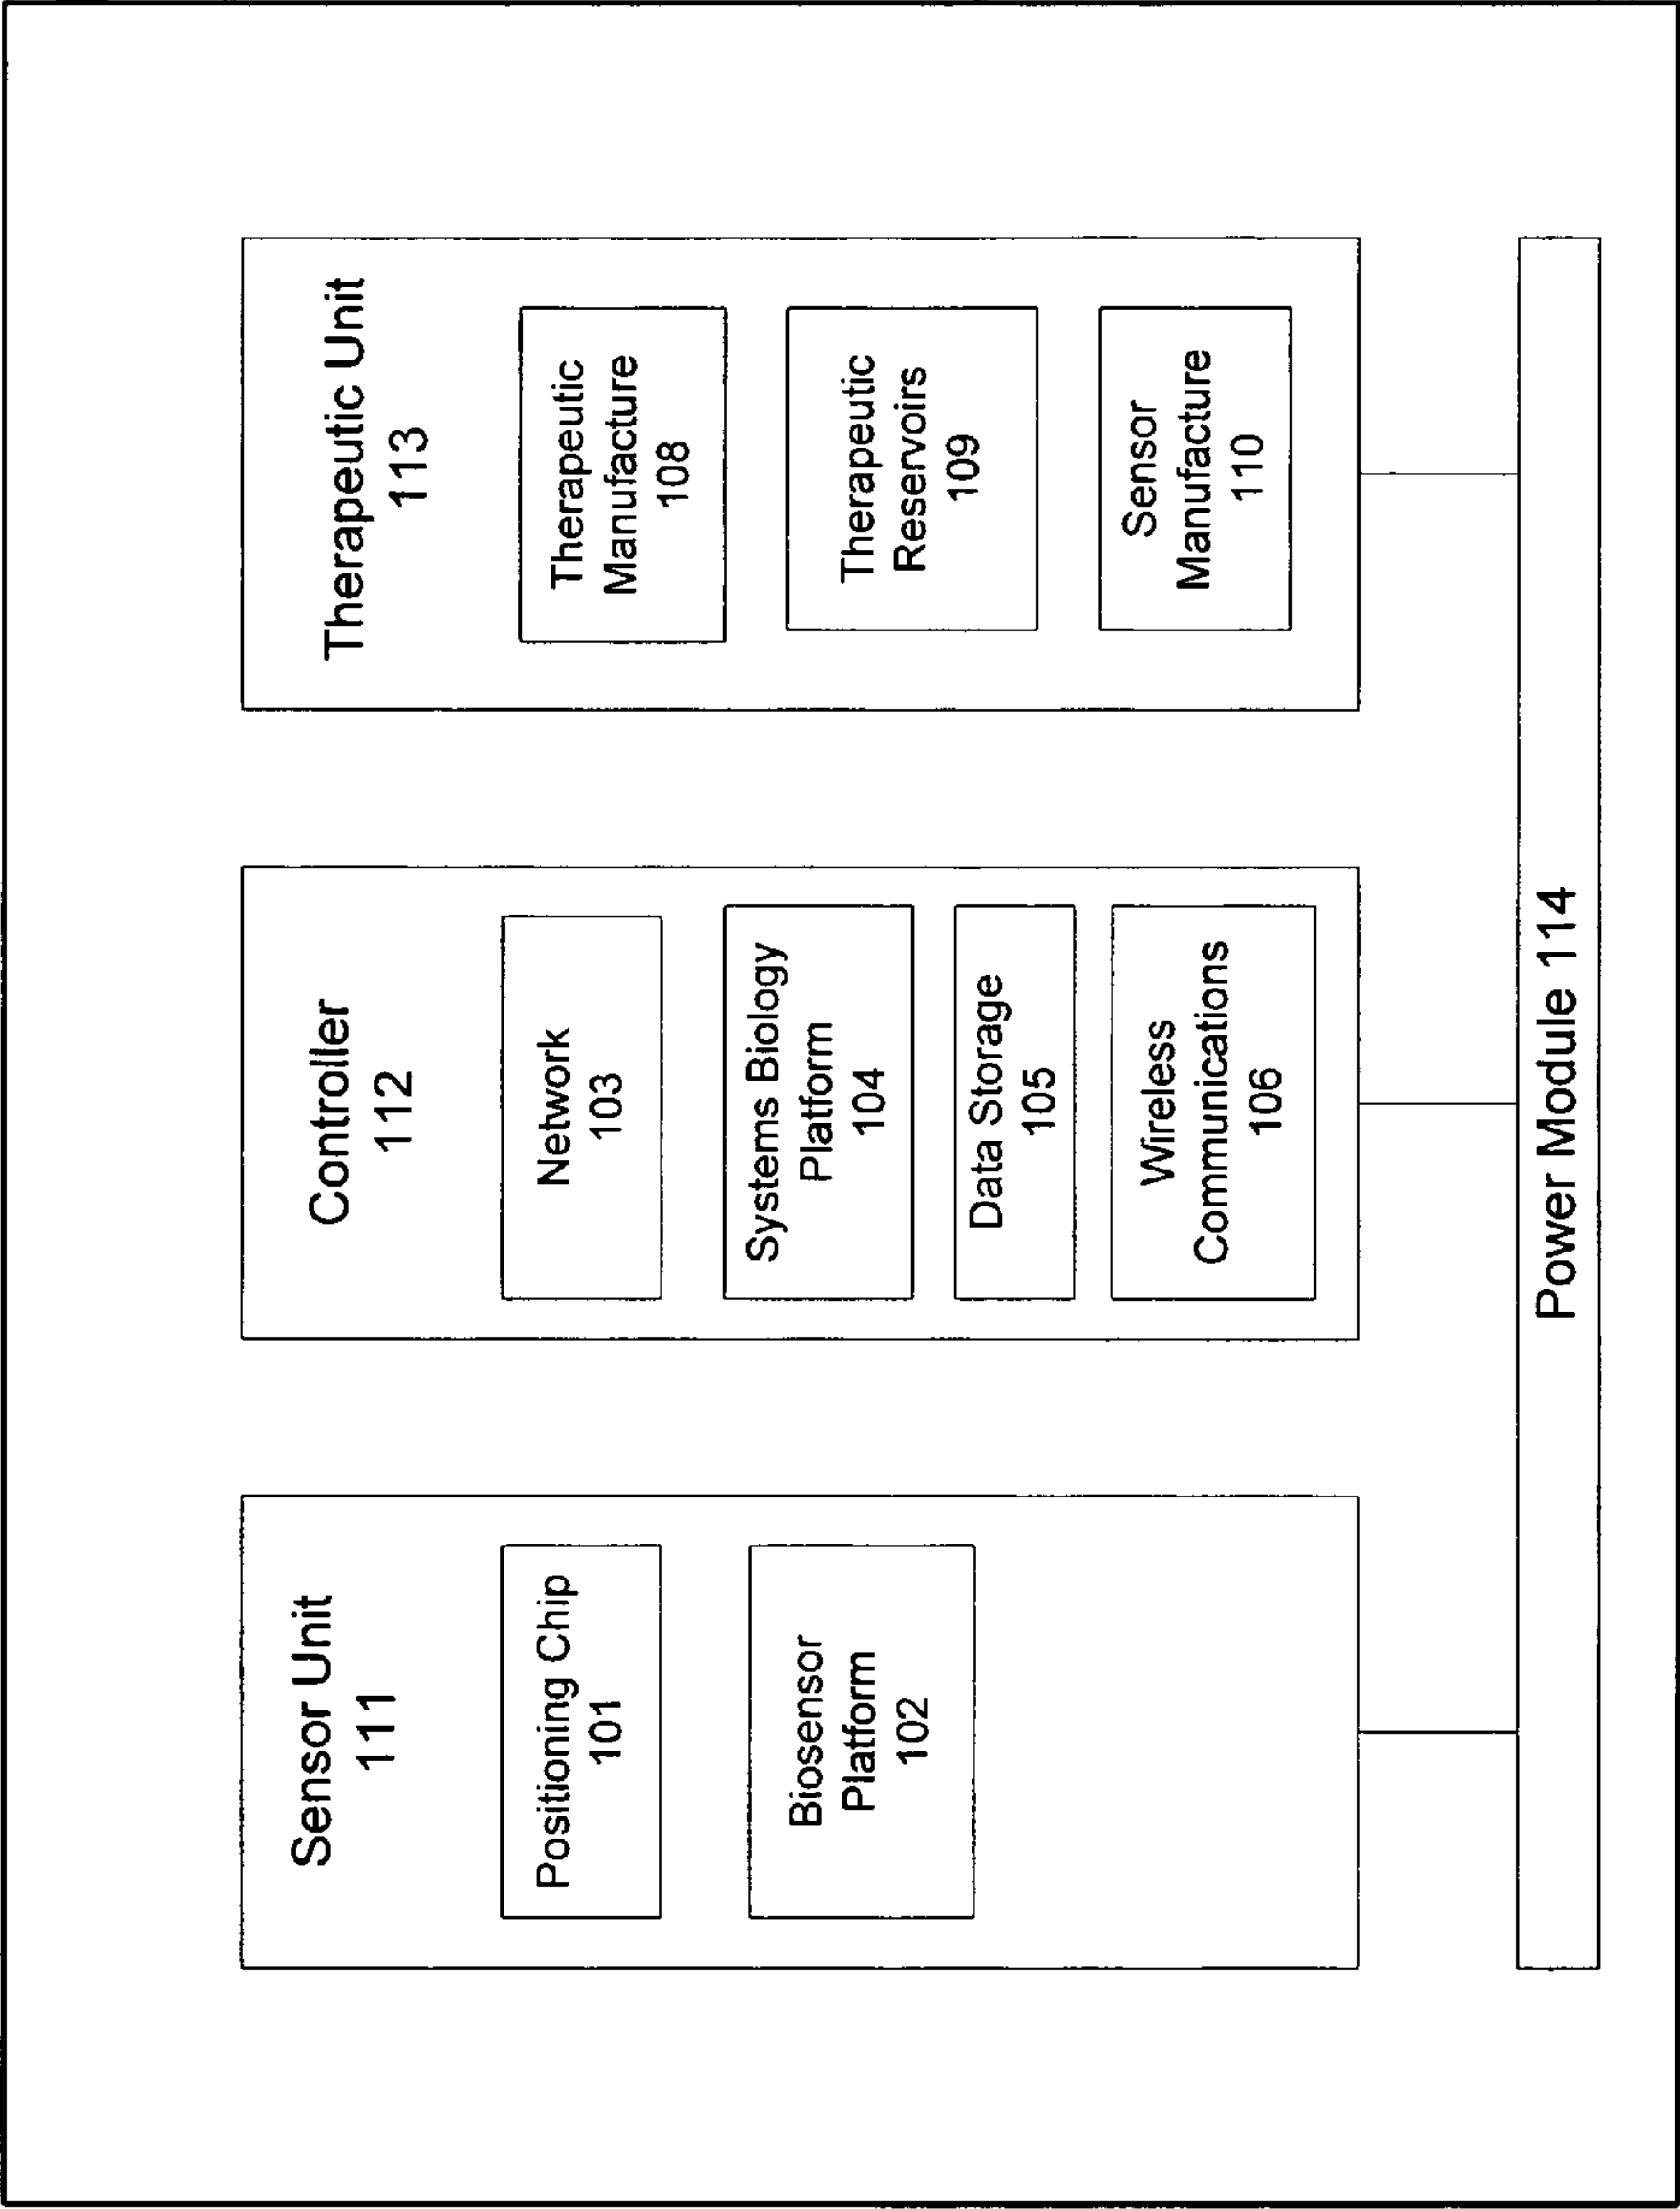 Sensor Unit
111
Positioning Chip
101
Biosensor
Platform
102
Controller
112
Network
103
Systems Biology
Platform
104
Data Storage
105
Wireless
Communications
106
Therapeutic Unit
113
Therapeutic
Manufacture
108
Therapeutic
Reservoirs
109
Sensor
Manufacture
110
Power Module 114